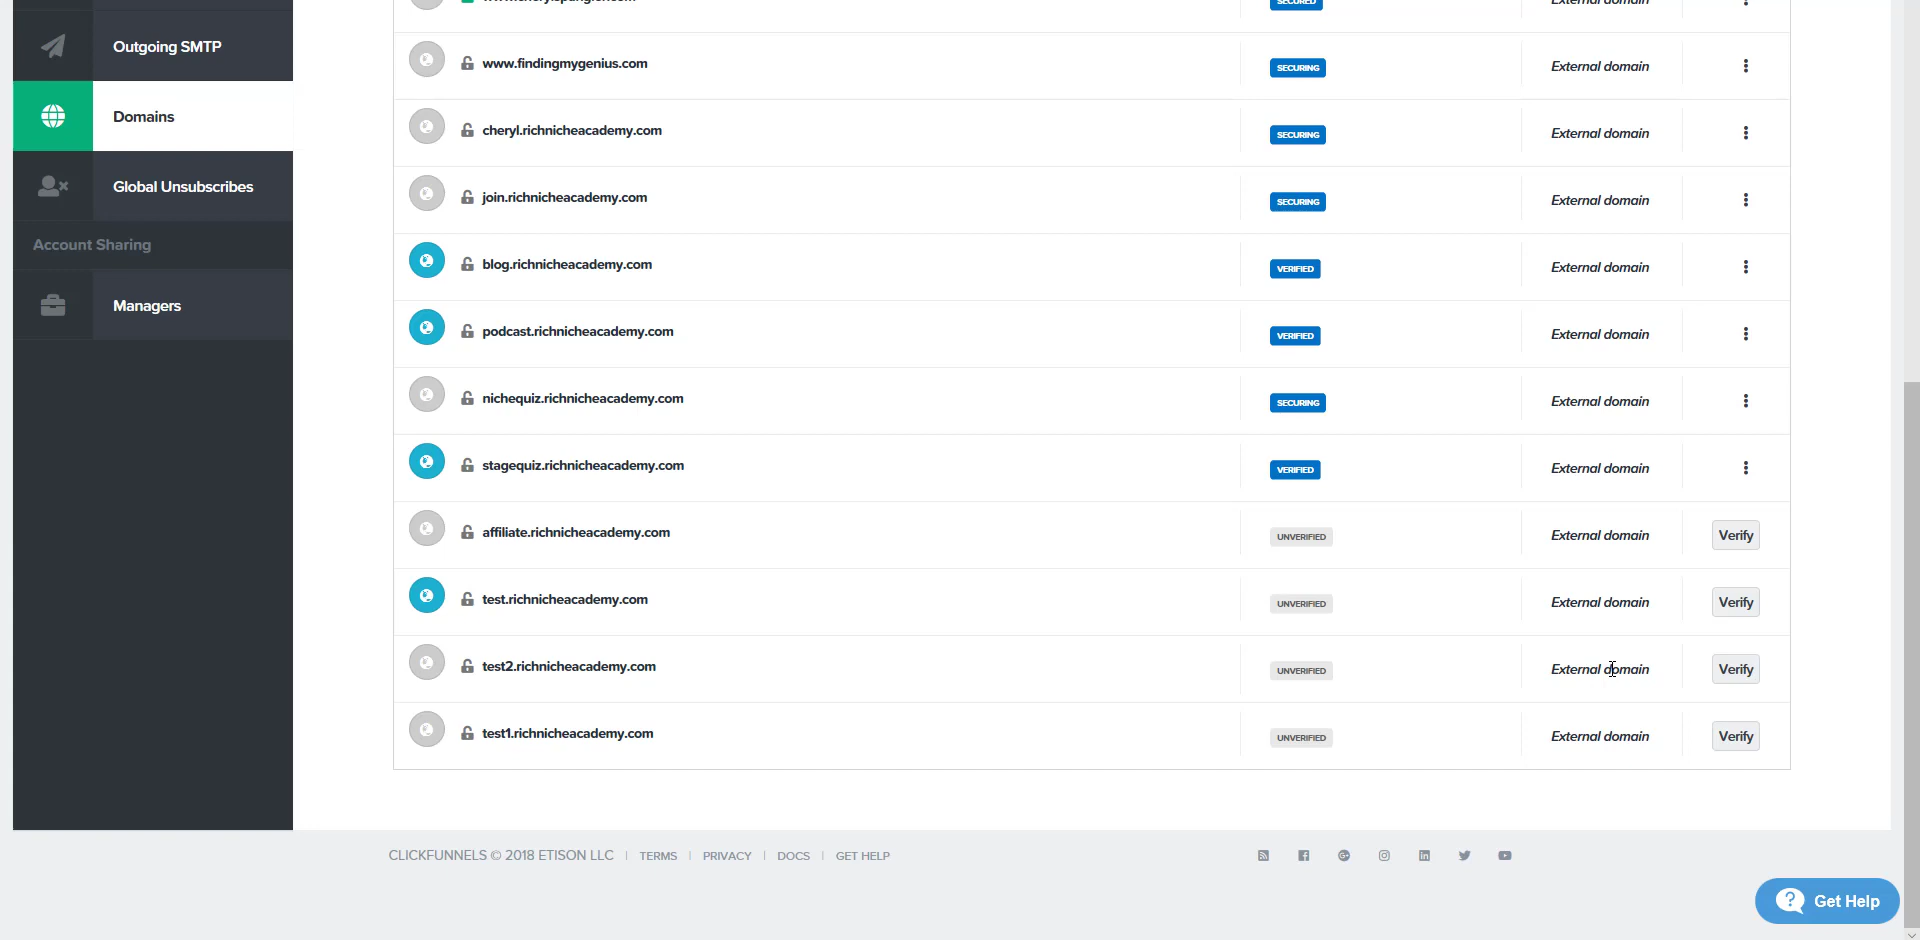 Outgoing SMTP
Domains
Global Unsubscribes
Account Sharing
Managers
SECURED
External domain
www.findingmygenius.com
SECURING
External domain
cheryl.richnicheacademy.com
SECURING
External domain
join.richnicheacademy.com
SECURING
External domain
blog.richnicheacademy.com
VERIFIED
External domain
podcast.richnicheacademy.com
VERIFIED
External domain
nichequiz.richnicheacademy.com
SECURING
External domain
stagequiz.richnicheacademy.com
VERIFIED
External domain
affiliate.richnicheacademy.com
UNVERIFIED
External domain
Verify
test.richnicheacademy.com
UNVERIFIED
External domain
Verify
test2.richnicheacademy.com
UNVERIFIED
External domain
Verify
test1.richnicheacademy.com
UNVERIFIED
External domain
Verify
CLICKFUNNELS © 2018 ETISON LLC | TERMS | PRIVACY | DOCS | GET HELP
Get Help